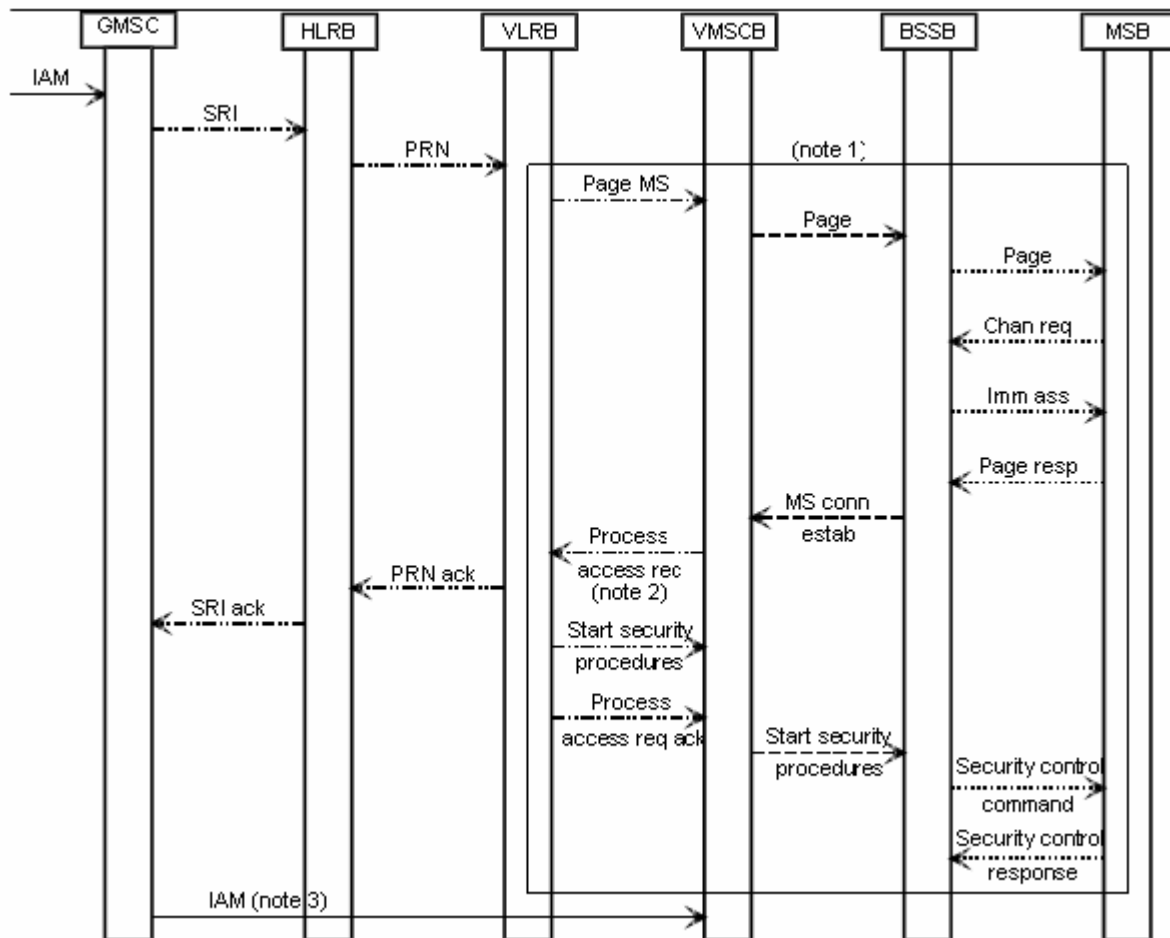 GMSC
HLRB
VLRB
VMSCB
BSSB
MSB
IAM
SRI
PRN
(note 1)
Page MS
Page
Page
Chan req
Imm ass
Page resp
MS conn
estab
Process
access rec
(note 2)
PRN ack
SRI ack
Start security
procedures
Process
access req ack
Start security
procedures
Security control
command
Security control
response
IAM (note 3)